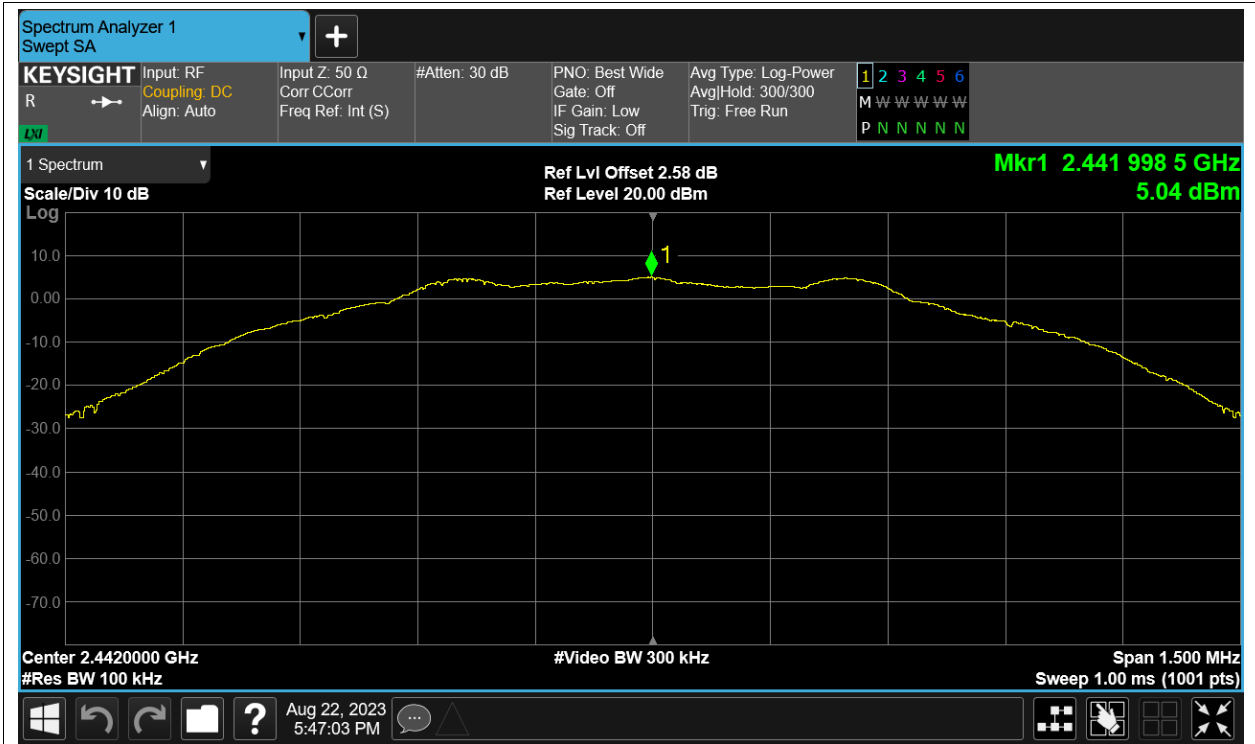 Spectrum Analyzer 1
Swept SA
KEYSIGHT
R
LXI
Input: RF
Coupling: DC
Align: Auto
Input Z: 50 Ω
Corr CCorr
Freq Ref: Int (S)
#Atten: 30 dB
PNO: Best Wide
Gate: Off
IF Gain: Low
Sig Track: Off
Avg Type: Log-Power
Avg|Hold: 300/300
Trig: Free Run
1 2 3 4 5 6
M W W W W W
P N N N N N
1 Spectrum
Scale/Div 10 dB
Log
Ref Lvl Offset 2.58 dB
Ref Level 20.00 dBm
Mkr1 2.441 998 5 GHz
5.04 dBm
1
10.0
0.00
-10.0
-20.0
-30.0
-40.0
-50.0
-60.0
-70.0
Center 2.4420000 GHz
#Video BW 300 kHz
Span 1.500 MHz
#Res BW 100 kHz
Sweep 1.00 ms (1001 pts)
?
Aug 22, 2023
5:47:03 PM